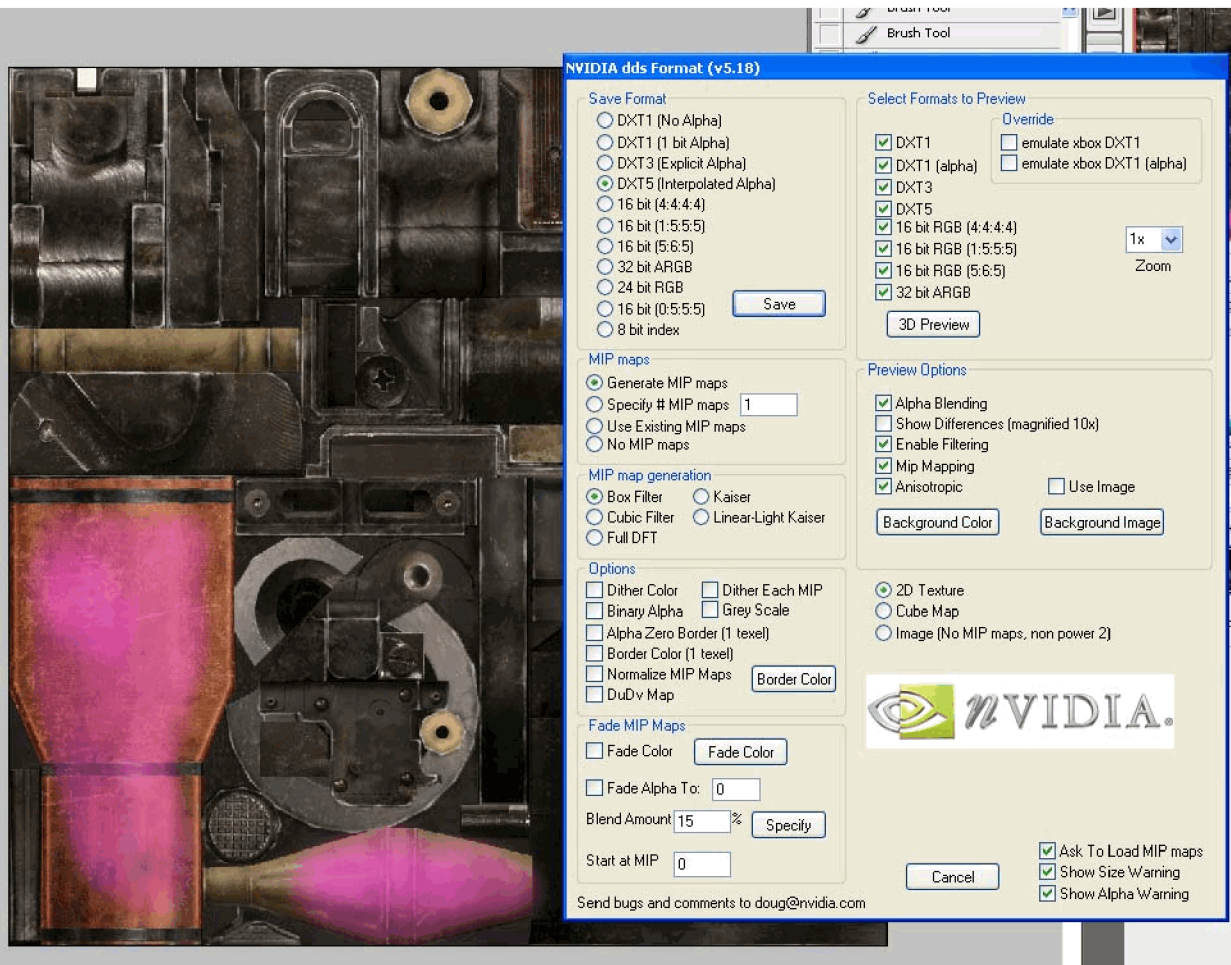 Brush Tool
Brush Tool
NVIDIA dds Format (v5.18)
Save Format
DXT1 (No Alpha)
DXT1 (1 bit Alpha)
DXT3 (Explicit Alpha)
DXT5 (Interpolated Alpha)
16 bit (4:4:4:4)
16 bit (1:5:5:5)
16 bit (5:6:5)
32 bit ARGB
24 bit RGB
16 bit (0:5:5:5)
8 bit index
Save
MIP maps
Generate MIP maps
Specify # MIP maps 1
Use Existing MIP maps
No MIP maps
MIP map generation
Box Filter Kaiser
Cubic Filter Linear-Light Kaiser
Full DFT
Options
Dither Color Dither Each MIP
Binary Alpha Grey Scale
Alpha Zero Border (1 texel)
Border Color (1 texel)
Normalize MIP Maps
DuDv Map
Border Color
Fade MIP Maps
Fade Color Fade Color
Fade Alpha To: 0
Blend Amount 15 % Specify
Start at MIP 0
Send bugs and comments to doug@nvidia.com
Select Formats to Preview
Override
emulate xbox DXT1
emulate xbox DXT1 (alpha)
DXT1
DXT1 (alpha)
DXT3
DXT5
16 bit RGB (4:4:4:4)
16 bit RGB (1:5:5:5)
16 bit RGB (5:6:5)
32 bit ARGB
1x
Zoom
3D Preview
Preview Options
Alpha Blending
Show Differences (magnified 10x)
Enable Filtering
Mip Mapping
Anisotropic Use Image
Background Color Background Image
2D Texture
Cube Map
Image (No MIP maps, non power 2)
nVIDIA.
Cancel
Ask To Load MIP maps
Show Size Warning
Show Alpha Warning